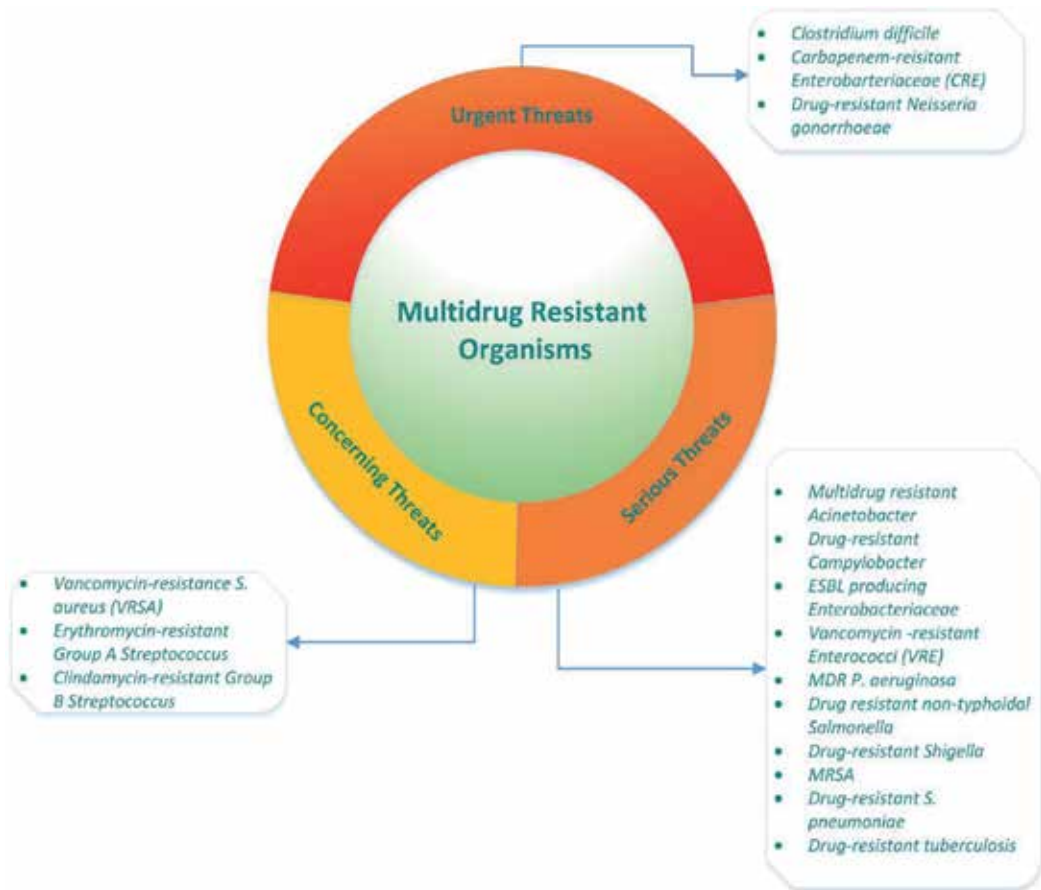 • Clostridium difficile
• Carbapenem-reisitant
Enterobarteriaceae (CRE)
• Drug-resistant Neisseria
gonorrhoeae
Urgent Threats
Multidrug Resistant
Organisms
Concerning Threats
Serious Threats
• Vancomycin-resistance S.
aureus (VRSA)
• Erythromycin-resistant
Group A Streptococcus
• Clindamycin-resistant Group
B Streptococcus
• Multidrug resistant
Acinetobacter
• Drug-resistant
Campylobacter
• ESBL producing
Enterobacteriaceae
• Vancomycin -resistant
Enterococci (VRE)
• MDR P. aeruginosa
• Drug resistant non-typhoidal
Salmonella
• Drug-resistant Shigella
• MRSA
• Drug-resistant S.
pneumoniae
• Drug-resistant tuberculosis